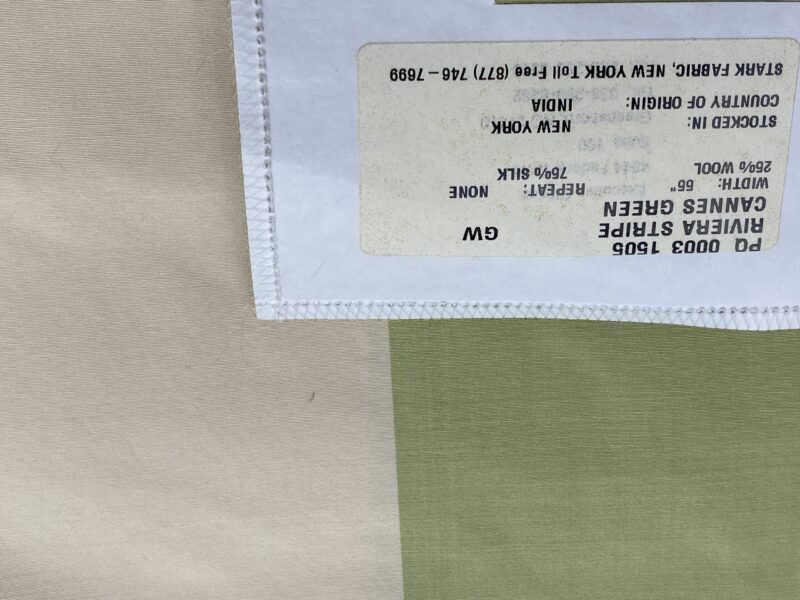 PQ 0003 1505
RIVIERA STRIPE GW
CANNES GREEN
WIDTH: 55" REPEAT: NONE
25% WOOL 75% SILK
STOCKED IN: NEW YORK
COUNTRY OF ORIGIN: INDIA
STARK FABRIC, NEW YORK Toll Free (877) 746-7699